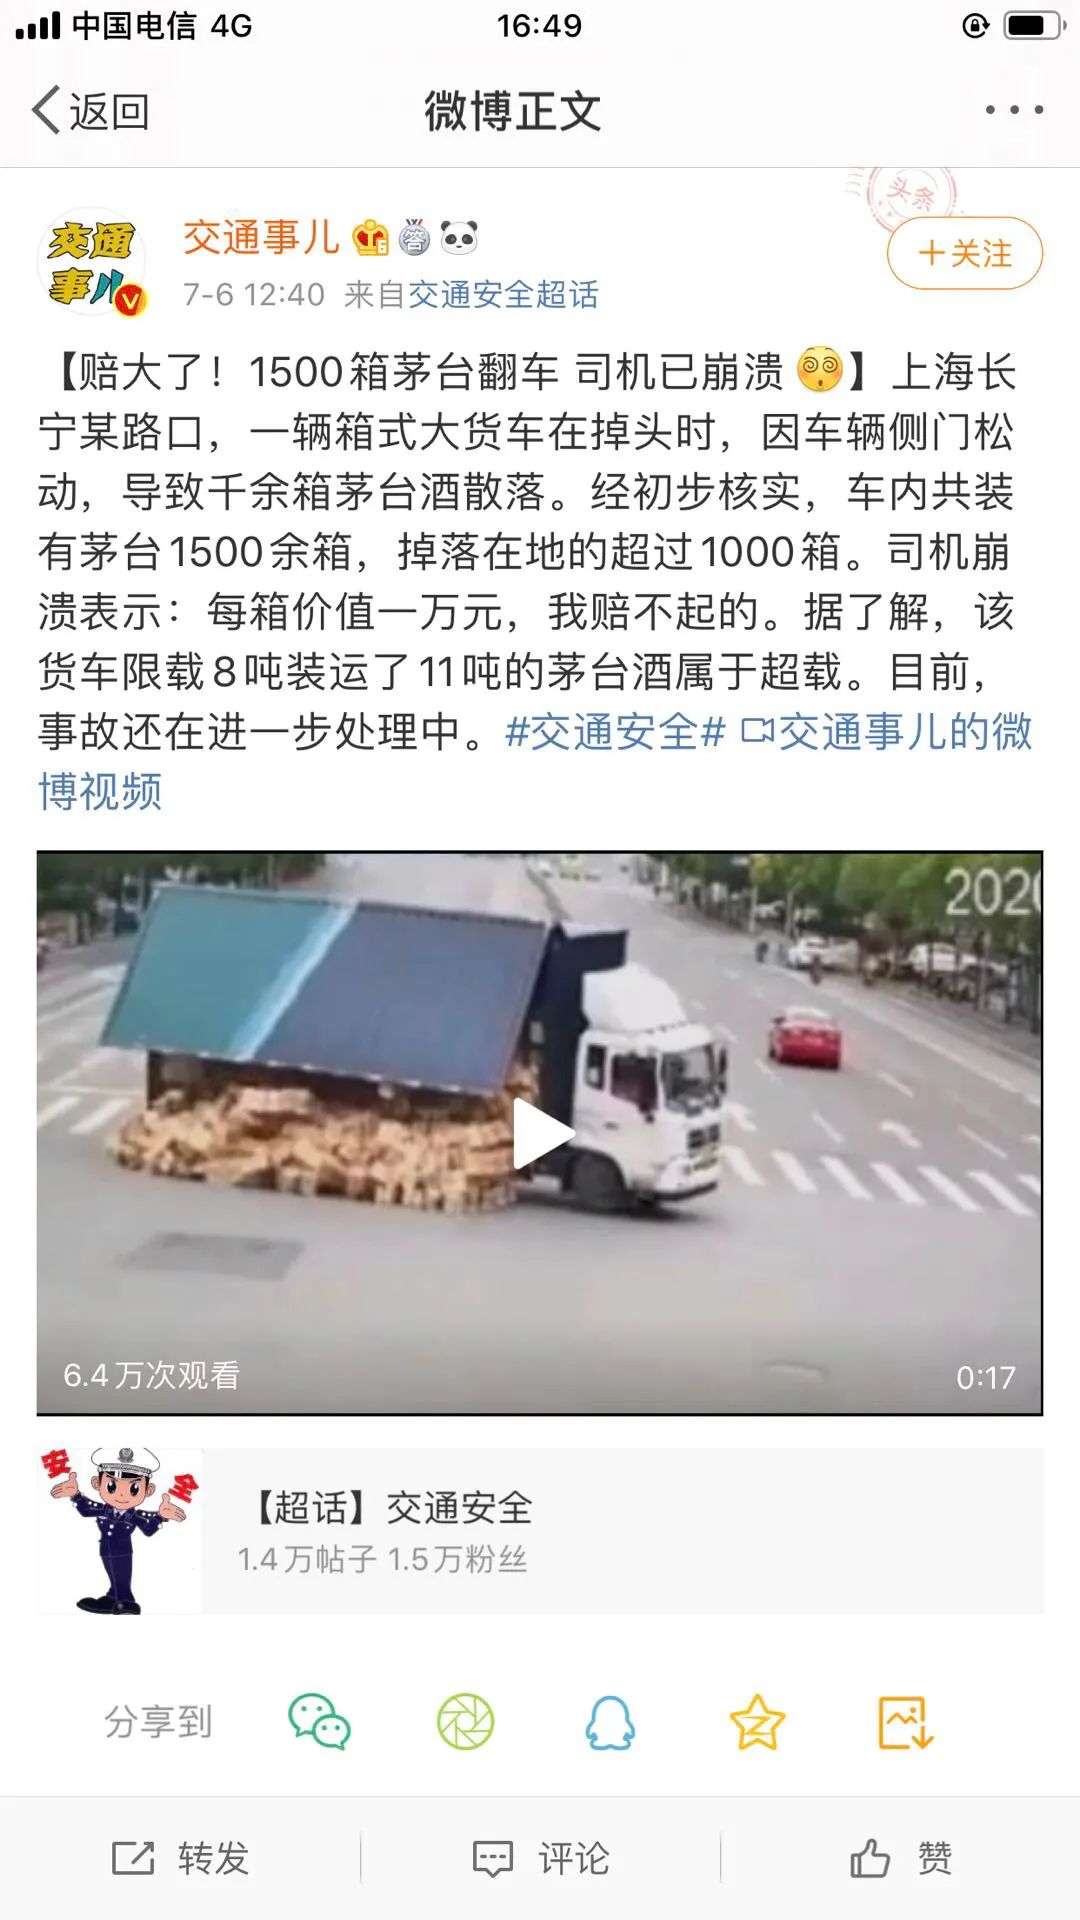 中国电信 4G 16:49
返回 微博正文
头条
交通事儿
交通事儿 答
+关注
7-6 12:40 来自交通安全超话
【赔大了！1500箱茅台翻车 司机已崩溃】上海长
宁某路口，一辆箱式大货车在掉头时，因车辆侧门松
动，导致千余箱茅台酒散落。经初步核实，车内共装
有茅台1500余箱，掉落在地的超过1000箱。司机崩
溃表示：每箱价值一万元，我赔不起的。据了解，该
货车限载8吨装运了11吨的茅台酒属于超载。目前，
事故还在进一步处理中。#交通安全# 交通事儿的微
博视频
202
6.4万次观看 0:17
安全
【超话】交通安全
1.4万帖子 1.5万粉丝
分享到
转发 评论 赞